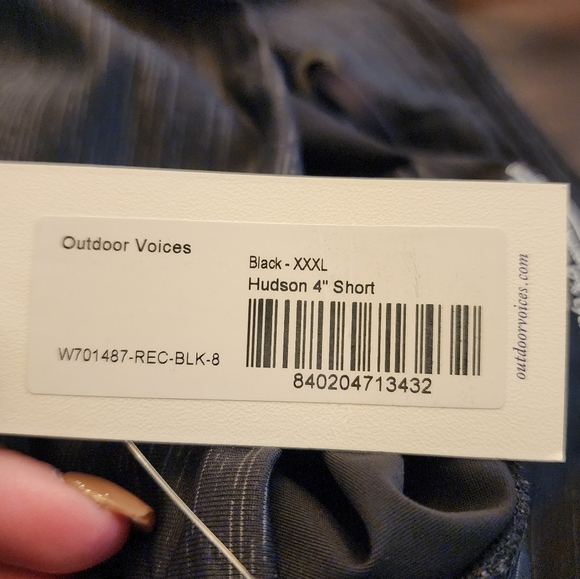 Outdoor Voices
Black - XXXL
Hudson 4" Short
W701487-REC-BLK-8
840204713432
outdoorvoices.com